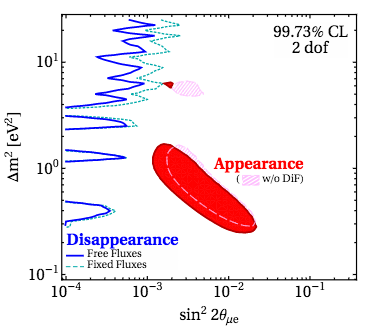 99.73% CL
2 dof
10¹
Δm² [eV²]
10⁰
Appearance
( w/o DiF)
Disappearance
Free Fluxes
Fixed Fluxes
10⁻¹
10⁻⁴ 10⁻³ 10⁻² 10⁻¹
sin² 2θμe